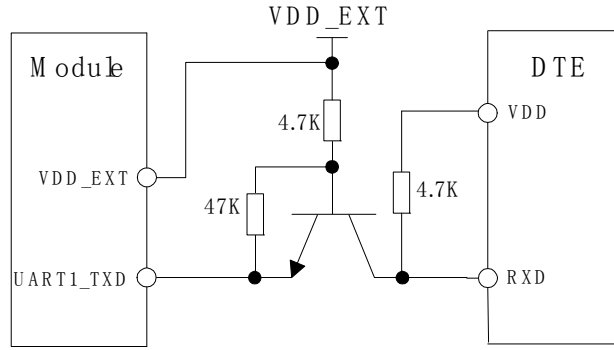 VDD_EXT
Module
DTE
VDD
4.7K
VDD_EXT
47K
4.7K
UART1_TXD
RXD